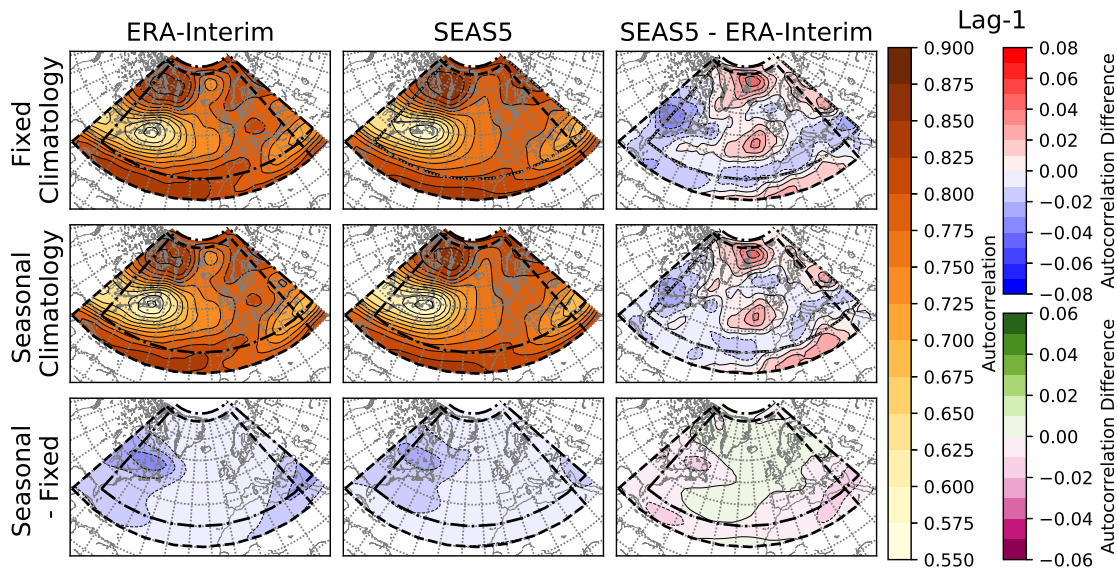 ERA-Interim
SEAS5
SEAS5 - ERA-Interim
Lag-1
Fixed
Climatology
Seasonal
Climatology
Seasonal
- Fixed
0.900
0.875
0.850
0.825
0.800
0.775
0.750
0.725
0.700
0.675
0.650
0.625
0.600
0.575
0.550
Autocorrelation
0.08
0.06
0.04
0.02
0.00
−0.02
−0.04
−0.06
−0.08
Autocorrelation Difference
0.06
0.04
0.02
0.00
−0.02
−0.04
−0.06
Autocorrelation Difference